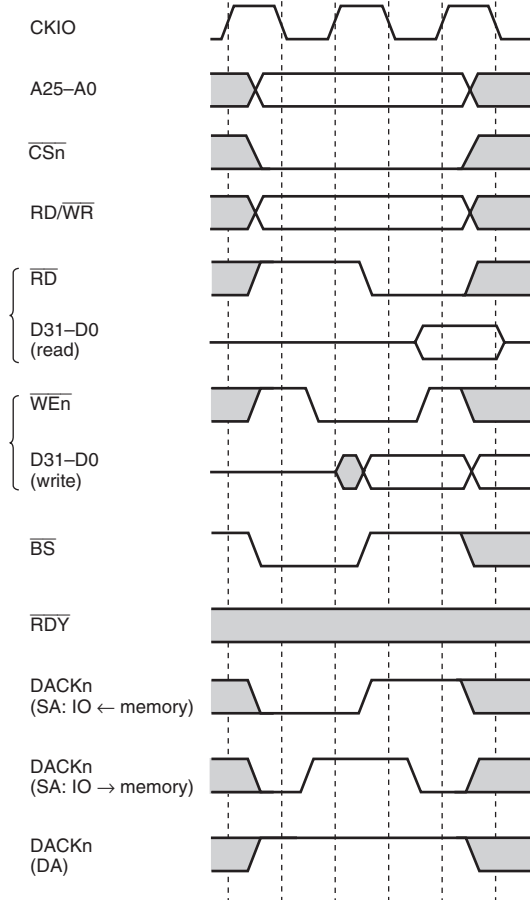 CKIO
A25–A0
CSn
RD/WR
RD
D31–D0
(read)
WEn
D31–D0
(write)
BS
RDY
DACKn
(SA: IO ← memory)
DACKn
(SA: IO → memory)
DACKn
(DA)